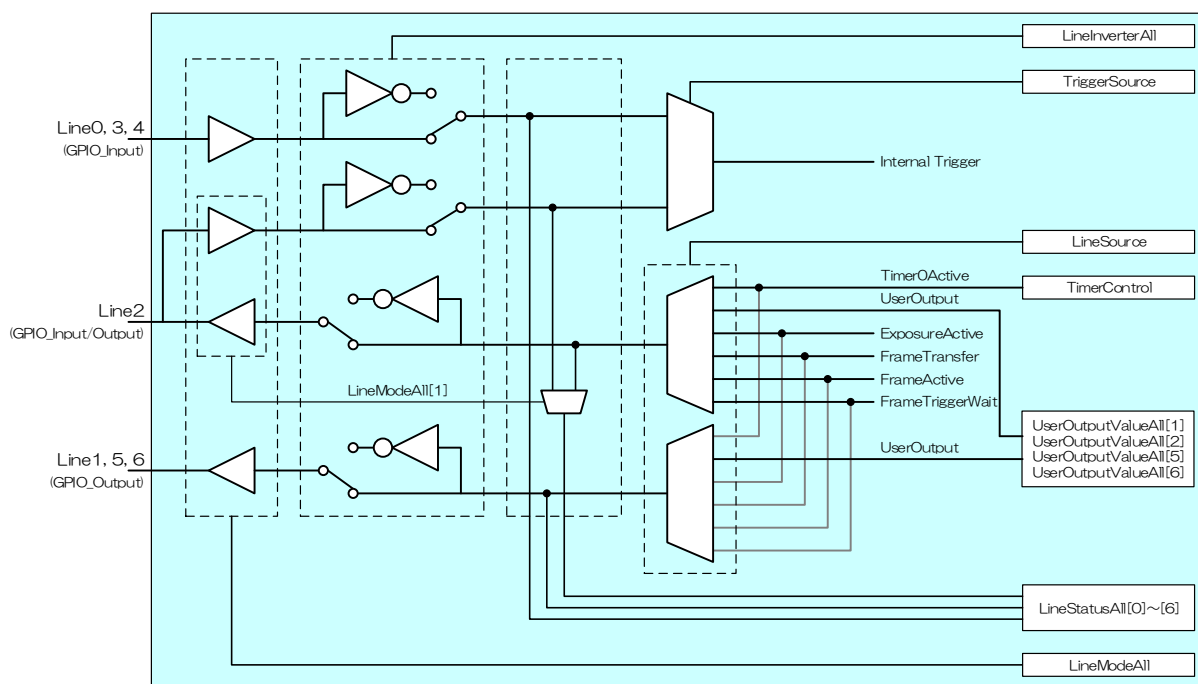 LineInverterAll
TriggerSource
Line0, 3, 4
(GPIO_Input)
Internal Trigger
LineSource
Timer0Active
TimerControl
UserOutput
Line2
(GPIO_Input/Output)
ExposureActive
FrameTransfer
FrameActive
LineModeAll[1]
FrameTriggerWait
UserOutputValueAll[1]
UserOutputValueAll[2]
UserOutputValueAll[5]
UserOutputValueAll[6]
UserOutput
Line1, 5, 6
(GPIO_Output)
LineStatusAll[0]～[6]
LineModeAll